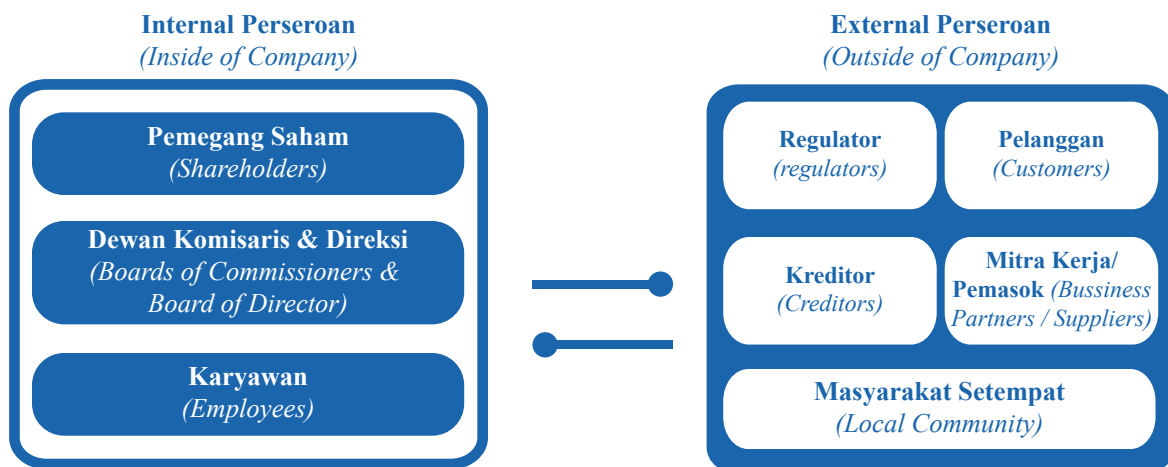 Internal Perseroan
(Inside of Company)
Pemegang Saham
(Shareholders)
Dewan Komisaris & Direksi
(Boards of Commissioners &
Board of Director)
Karyawan
(Employees)
External Perseroan
(Outside of Company)
Regulator
(regulators)
Pelanggan
(Customers)
Kreditor
(Creditors)
Mitra Kerja/
Pemasok (Bussiness
Partners / Suppliers)
Masyarakat Setempat
(Local Community)